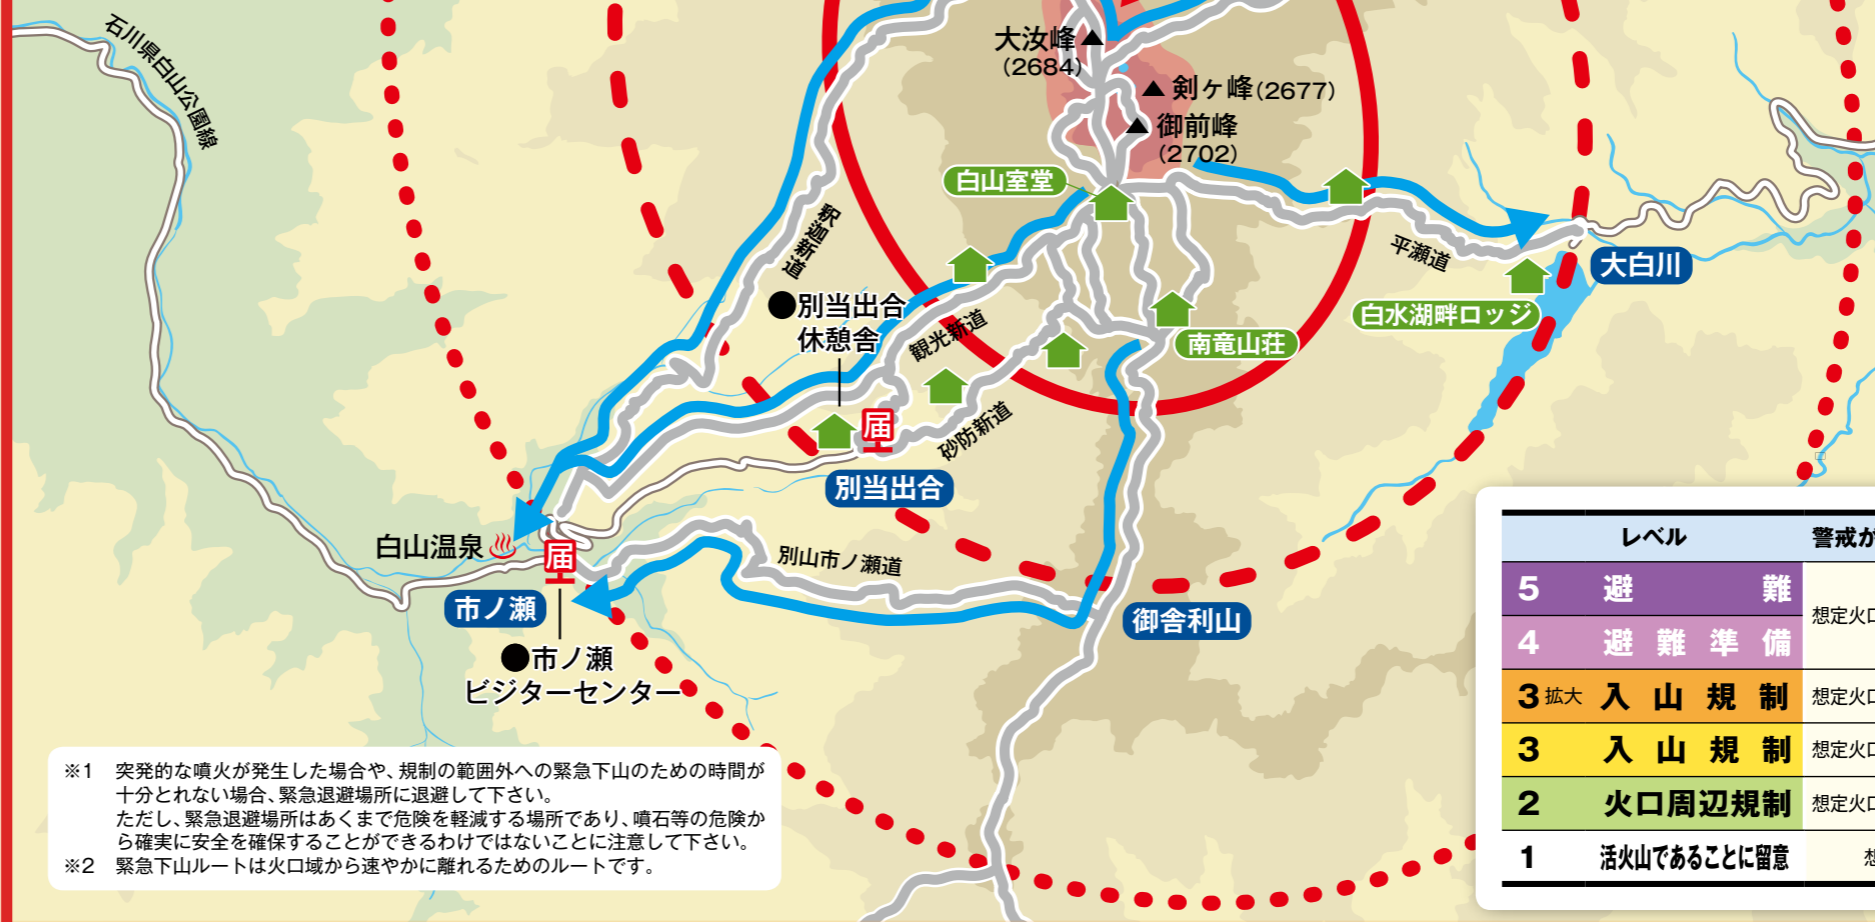 石川県白山公園線
大汝峰
(2684)
剣ヶ峰(2677)
御前峰
(2702)
白山室堂
釈迦新道
平瀬道
大白川
白水湖畔ロッジ
●別当出合
休憩舎
観光新道
南竜山荘
届
砂防新道
別当出合
白山温泉
届
別山市ノ瀬道
市ノ瀬
御舎利山
●市ノ瀬
ビジターセンター
※1 突発的な噴火が発生した場合や、規制の範囲外への緊急下山のための時間が
十分とれない場合、緊急退避場所に退避して下さい。
ただし、緊急退避場所はあくまで危険を軽減する場所であり、噴石等の危険か
ら確実に安全を確保することができるわけではないことに注意して下さい。
※2 緊急下山ルートは火口域から速やかに離れるためのルートです。
レベル 警戒が
5 避難
想定火口
4 避難準備
3 拡大 入山規制 想定火口
3 入山規制 想定火口
2 火口周辺規制 想定火口
1 活火山であることに留意 想